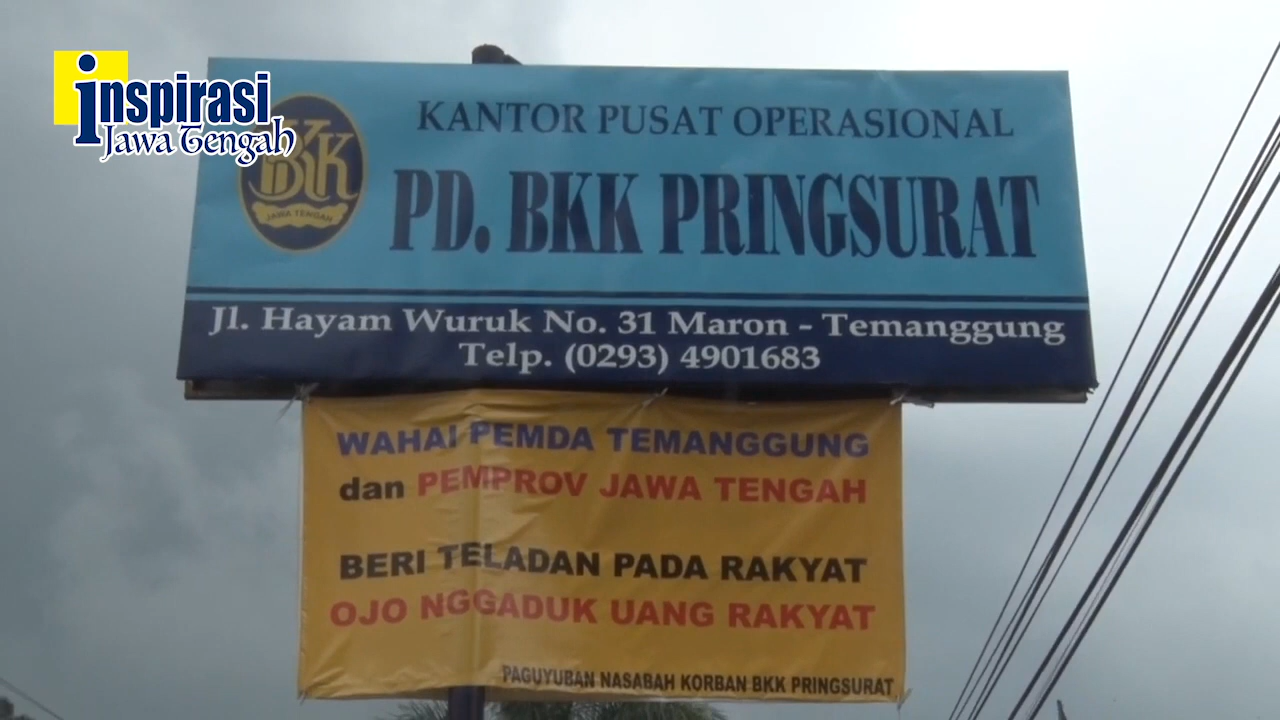 inspirasi
Jawa Tengah
BKK
JAWA TENGAH
KANTOR PUSAT OPERASIONAL
PD. BKK PRINGSURAT
Jl. Hayam Wuruk No. 31 Maron - Temanggung
Telp. (0293) 4901683
WAHAI PEMDA TEMANGGUNG
dan PEMPROV JAWA TENGAH
BERI TELADAN PADA RAKYAT
OJO NGGADUK UANG RAKYAT
PAGUYUBAN NASABAH KORBAN BKK PRINGSURAT